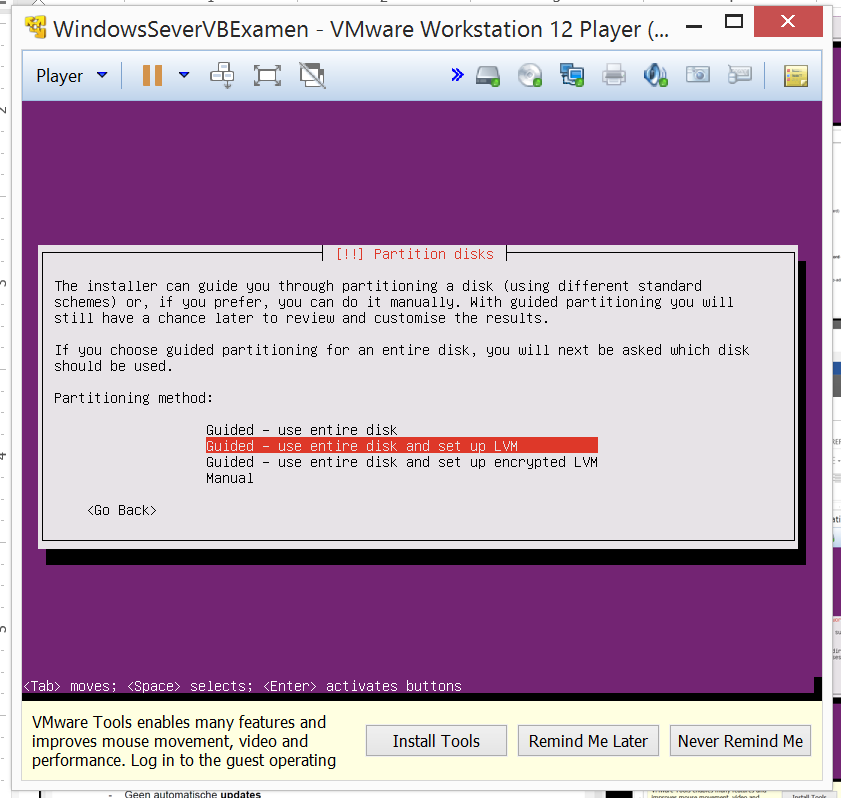 WindowsSeverVBExamen - VMware Workstation 12 Player (...
Player
[!!] Partition disks
The installer can guide you through partitioning a disk (using different standard
schemes) or, if you prefer, you can do it manually. With guided partitioning you will
still have a chance later to review and customise the results.
If you choose guided partitioning for an entire disk, you will next be asked which disk
should be used.
Partitioning method:
Guided - use entire disk
Guided - use entire disk and set up LVM
Guided - use entire disk and set up encrypted LVM
Manual
<Go Back>
<Tab> moves; <Space> selects; <Enter> activates buttons
VMware Tools enables many features and
improves mouse movement, video and
performance. Log in to the guest operating
Install Tools
Remind Me Later
Never Remind Me
- Geen automatische updates